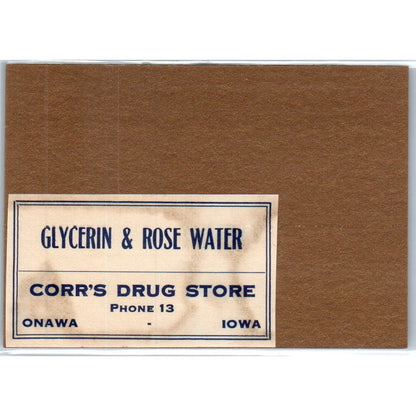 GLYCERIN & ROSE WATER
CORR'S DRUG STORE
PHONE 13
ONAWA - IOWA